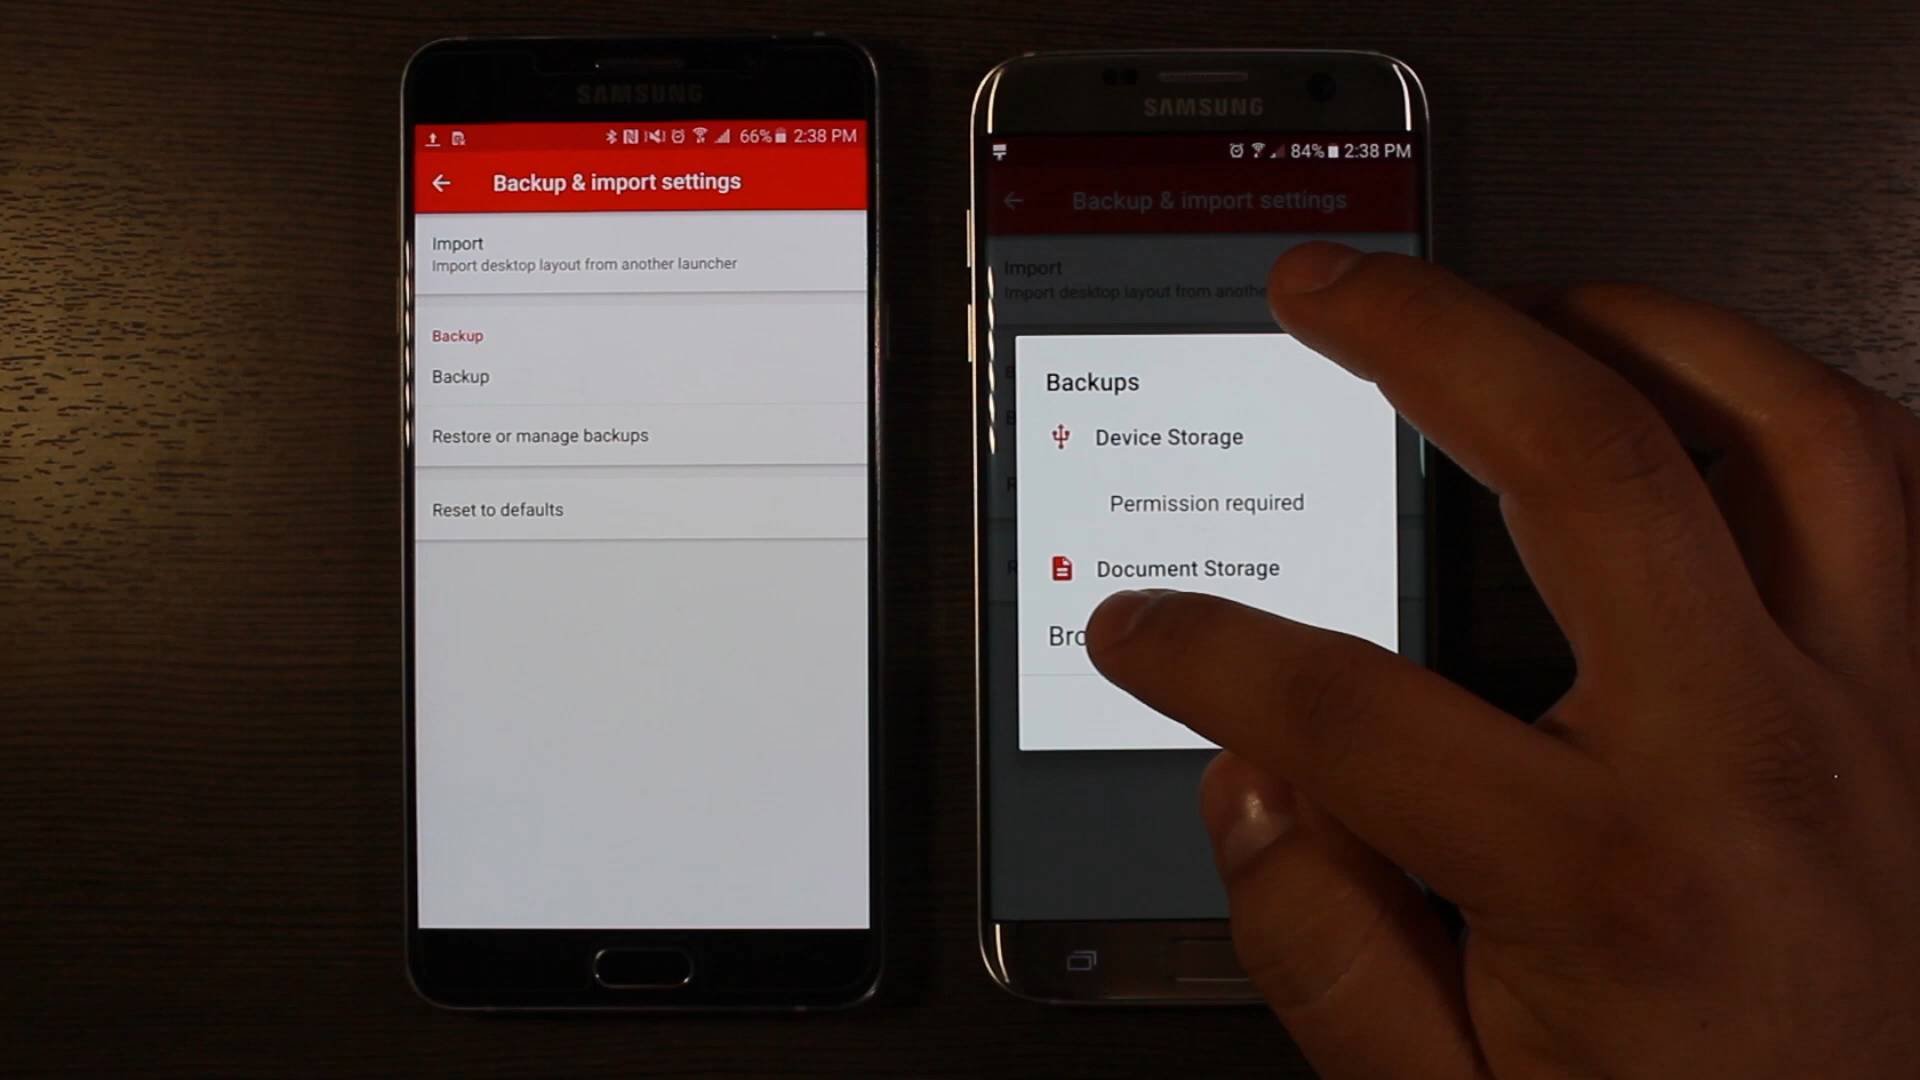 SAMSUNG
66% 2:38 PM
Backup & import settings
Import
Import desktop layout from another launcher
Backup
Backup
Restore or manage backups
Reset to defaults
SAMSUNG
84% 2:38 PM
Backup & import settings
Import
Import desktop layout from
Backups
Device Storage
Permission required
Document Storage